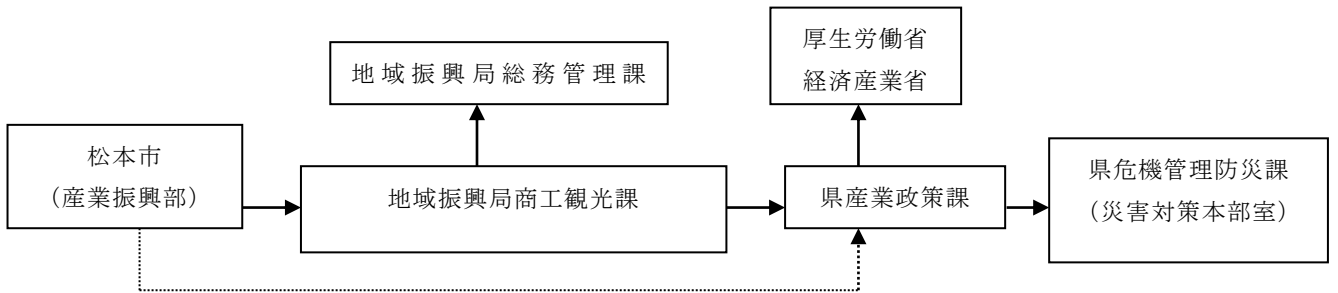 厚生労働省
経済産業省
地域振興局総務管理課
松本市
（産業振興部）
地域振興局商工観光課
県産業政策課
県危機管理防災課
（災害対策本部室）